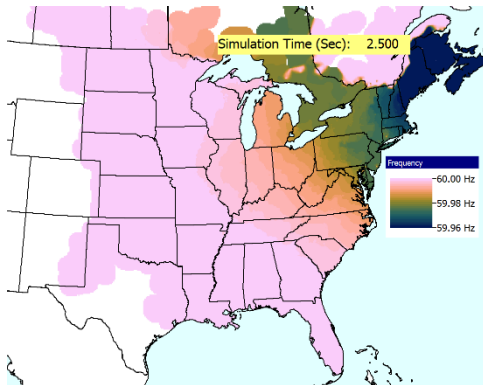 Simulation Time (Sec): 2.500
Frequency
60.00 Hz
59.98 Hz
59.96 Hz